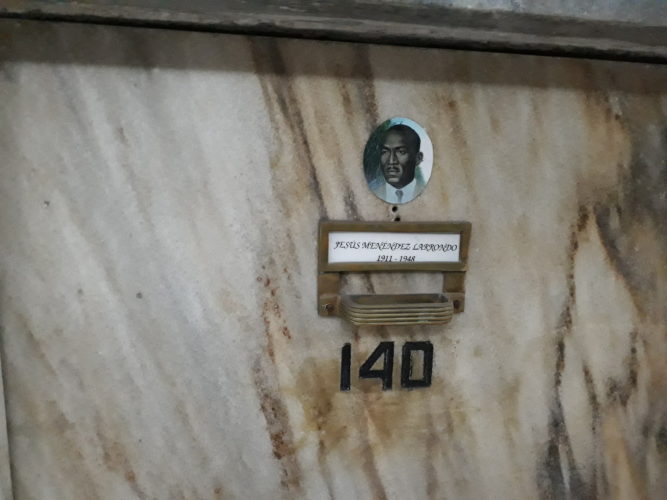 JESÚS MENÉNDEZ LARRONDO
1911 - 1948
140